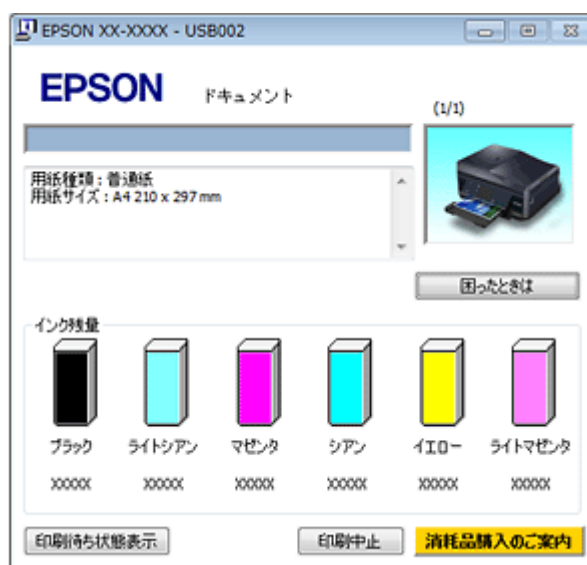 EPSON XX-XXXX - USB002
EPSON ドキュメント
(1/1)
用紙種類：普通紙
用紙サイズ：A4 210 x 297 mm
困ったときは
インク残量
ブラック ライトシアン マゼンタ シアン イエロー ライトマゼンタ
XXXXX XXXXX XXXXX XXXXX XXXXX XXXXX
印刷待ち状態表示 印刷中止 消耗品購入のご案内